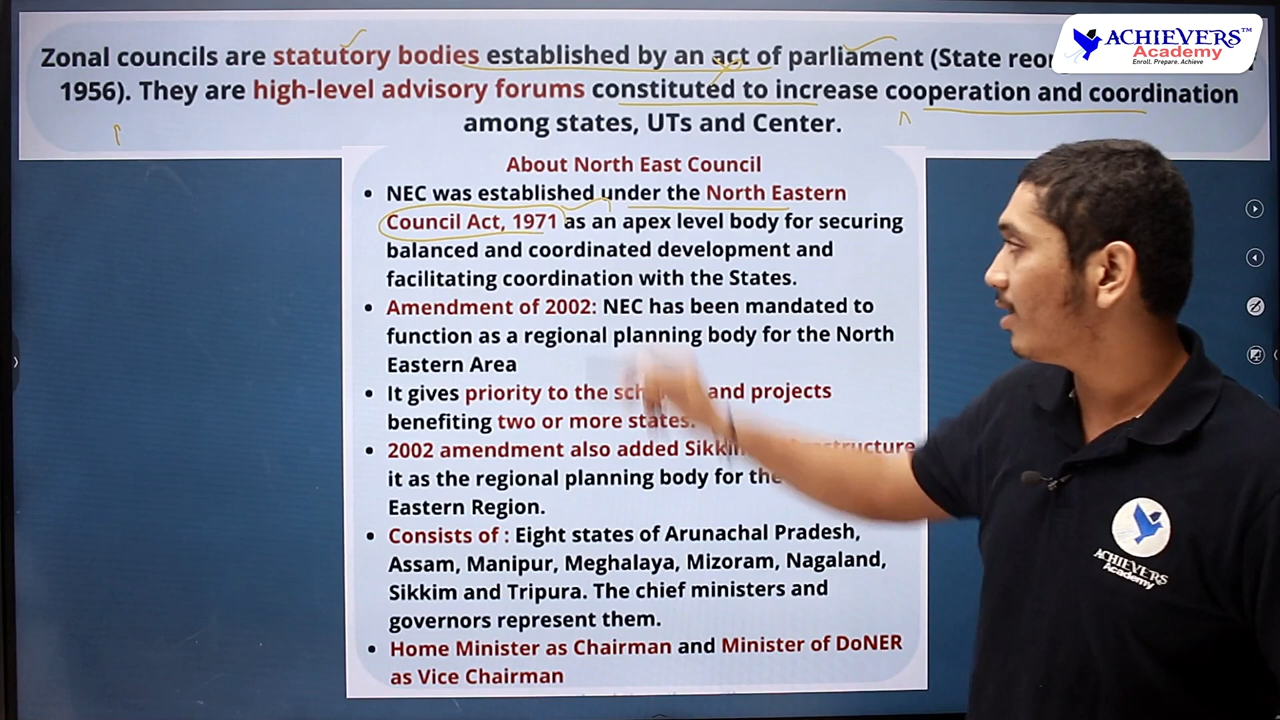 Zonal councils are statutory bodies established by an act of parliament (State
1956). They are high-level advisory forums constituted to increase cooperation and coordination
among states, UTs and Center.
ACHIEVERS™
Academy
Enroll. Prepare. Achieve
About North East Council
• NEC was established under the North Eastern
Council Act, 1971 as an apex level body for securing
balanced and coordinated development and
facilitating coordination with the States.
• Amendment of 2002: NEC has been mandated to
function as a regional planning body for the North
Eastern Area
• It gives priority to the and projects
benefiting two or more states.
• 2002 amendment also added
it as the regional planning body for
Eastern Region.
• Consists of : Eight states of Arunachal Pradesh,
Assam, Manipur, Meghalaya, Mizoram, Nagaland,
Sikkim and Tripura. The chief ministers and
governors represent them.
• Home Minister as Chairman and Minister of DoNER
as Vice Chairman
ACHIEVERS
Academy